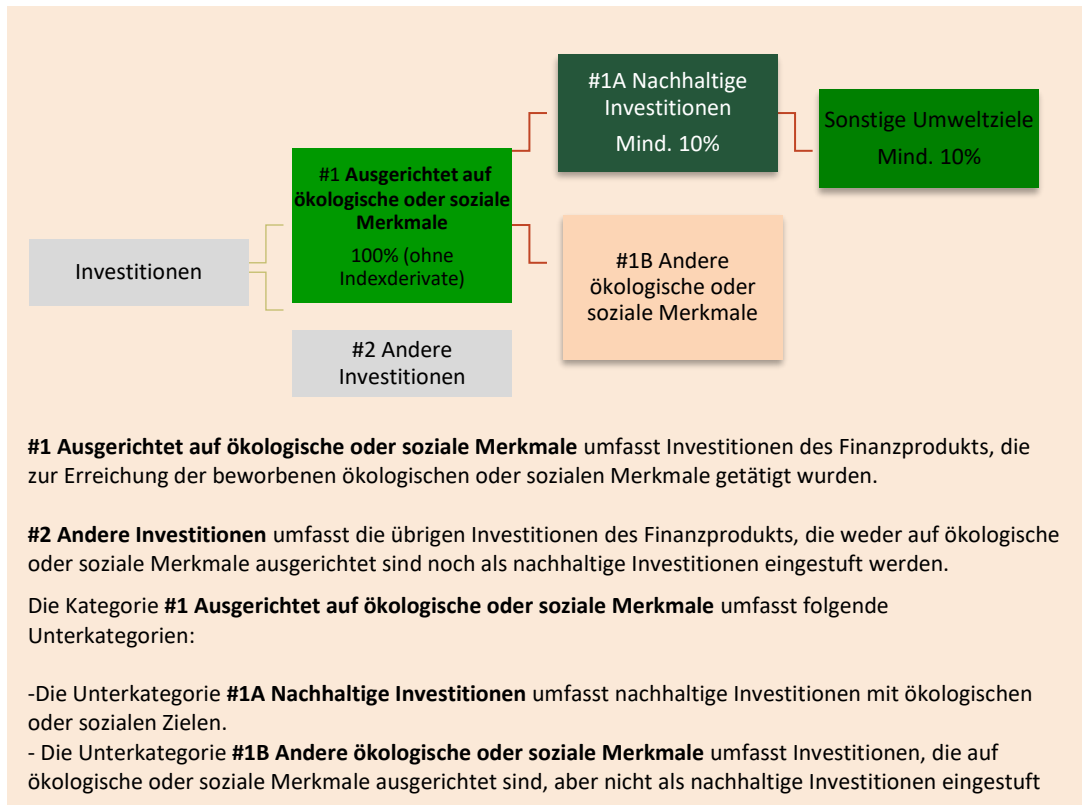 #1A Nachhaltige
Investitionen
Mind. 10%
Sonstige Umweltziele
Mind. 10%
#1 Ausgerichtet auf
ökologische oder soziale
Merkmale
100% (ohne
Indexderivate)
Investitionen
#1B Andere
ökologische oder
soziale Merkmale
#2 Andere
Investitionen
#1 Ausgerichtet auf ökologische oder soziale Merkmale umfasst Investitionen des Finanzprodukts, die
zur Erreichung der beworbenen ökologischen oder sozialen Merkmale getätigt wurden.
#2 Andere Investitionen umfasst die übrigen Investitionen des Finanzprodukts, die weder auf ökologische
oder soziale Merkmale ausgerichtet sind noch als nachhaltige Investitionen eingestuft werden.
Die Kategorie #1 Ausgerichtet auf ökologische oder soziale Merkmale umfasst folgende
Unterkategorien:
-Die Unterkategorie #1A Nachhaltige Investitionen umfasst nachhaltige Investitionen mit ökologischen
oder sozialen Zielen.
- Die Unterkategorie #1B Andere ökologische oder soziale Merkmale umfasst Investitionen, die auf
ökologische oder soziale Merkmale ausgerichtet sind, aber nicht als nachhaltige Investitionen eingestuft